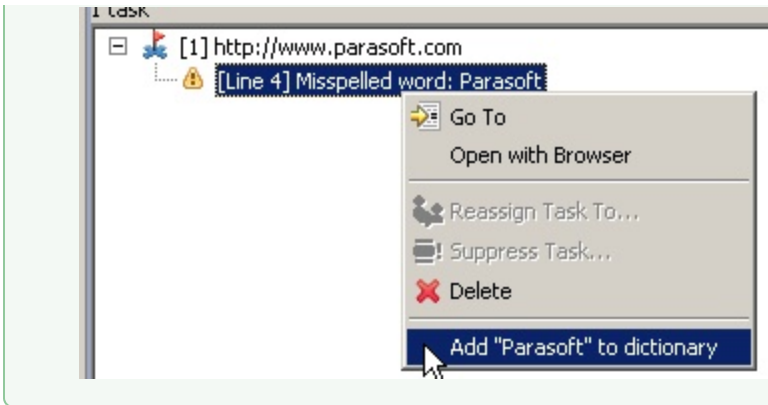 1 task
[1] http://www.parasoft.com
[Line 4] Misspelled word: Parasoft
Go To
Open with Browser
Reassign Task To...
Suppress Task...
Delete
Add "Parasoft" to dictionary